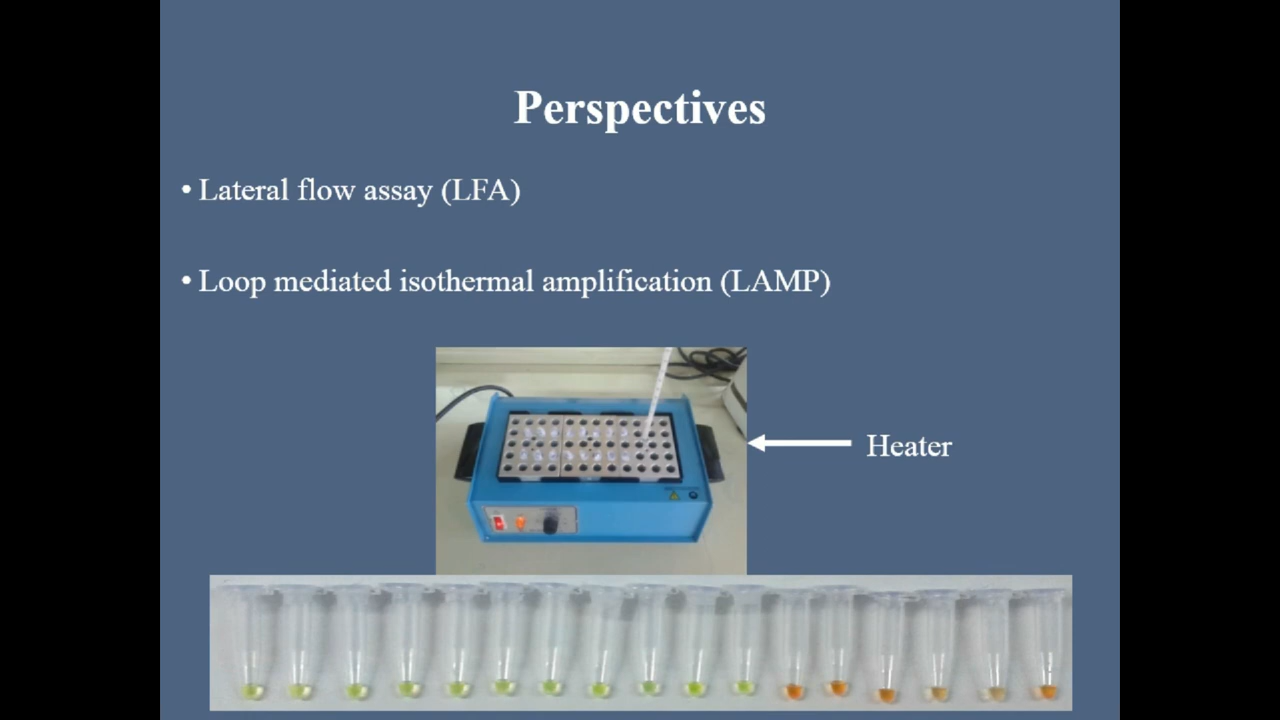 Perspectives
• Lateral flow assay (LFA)
• Loop mediated isothermal amplification (LAMP)
Heater